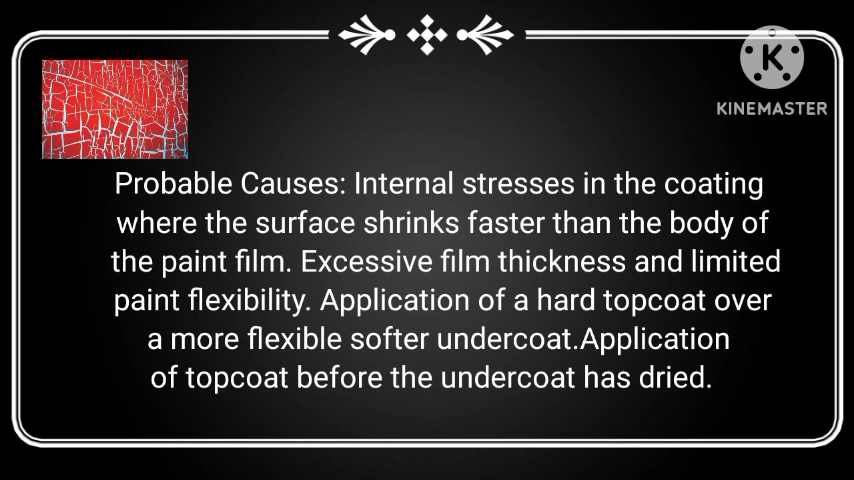 K
KINEMASTER
Probable Causes: Internal stresses in the coating
where the surface shrinks faster than the body of
the paint film. Excessive film thickness and limited
paint flexibility. Application of a hard topcoat over
a more flexible softer undercoat.Application
of topcoat before the undercoat has dried.